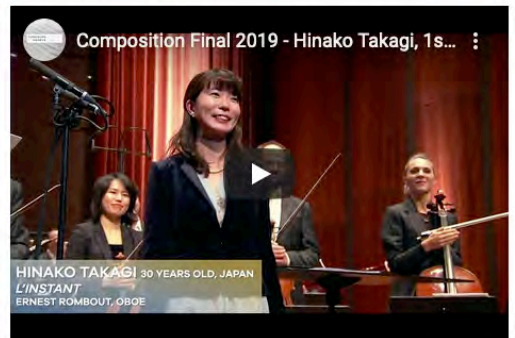 Composition Final 2019 - Hinako Takagi, 1s...
HINAKO TAKAGI 30 YEARS OLD, JAPAN
L'INSTANT
ERNEST ROMBOUT, OBOE